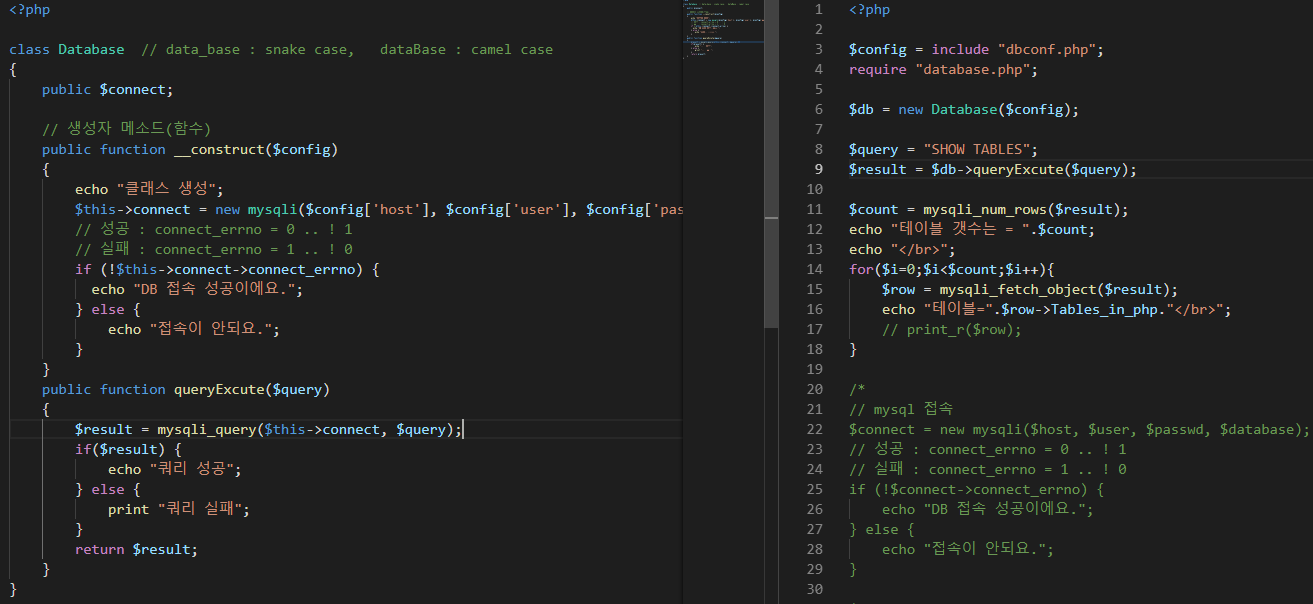 <?php
class Database  // data_base : snake case,   dataBase : camel case
{
    public $connect;

    // 생성자 메소드(함수)
    public function __construct($config)
    {
        echo "클래스 생성";
        $this->connect = new mysqli($config['host'], $config['user'], $config['pas
        // 성공 : connect_errno = 0 .. ! 1
        // 실패 : connect_errno = 1 .. ! 0
        if (!$this->connect->connect_errno) {
          echo "DB 접속 성공이에요.";
        } else {
            echo "접속이 안되요.";
        }
    }
    public function queryExcute($query)
    {
        $result = mysqli_query($this->connect, $query);
        if($result) {
            echo "쿼리 성공";
        } else {
            print "쿼리 실패";
        }
        return $result;
    }
}
1 <?php
2
3 $config = include "dbconf.php";
4 require "database.php";
5
6 $db = new Database($config);
7
8 $query = "SHOW TABLES";
9 $result = $db->queryExcute($query);
10
11 $count = mysqli_num_rows($result);
12 echo "테이블 갯수는 = ".$count;
13 echo "</br>";
14 for($i=0;$i<$count;$i++){
15     $row = mysqli_fetch_object($result);
16     echo "테이블=".$row->Tables_in_php."</br>";
17     // print_r($row);
18 }
19
20 /*
21 // mysql 접속
22 $connect = new mysqli($host, $user, $passwd, $database);
23 // 성공 : connect_errno = 0 .. ! 1
24 // 실패 : connect_errno = 1 .. ! 0
25 if (!$connect->connect_errno) {
26     echo "DB 접속 성공이에요.";
27 } else {
28     echo "접속이 안되요.";
29 }
30